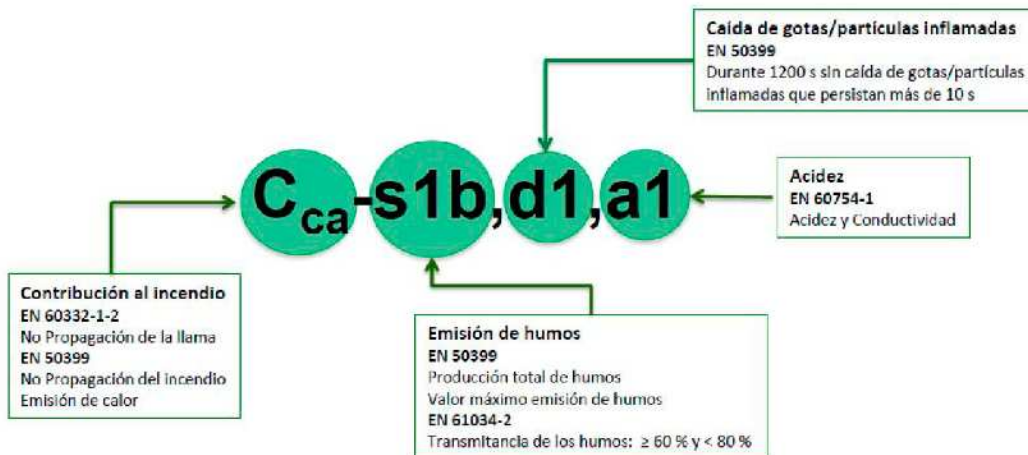 Caída de gotas/partículas inflamadas
EN 50399
Durante 1200 s sin caída de gotas/partículas
inflamadas que persistan más de 10 s
Cca-s1b,d1,a1
Acidez
EN 60754-1
Acidez y Conductividad
Contribución al incendio
EN 60332-1-2
No Propagación de la llama
EN 50399
No Propagación del incendio
Emisión de calor
Emisión de humos
EN 50399
Producción total de humos
Valor máximo emisión de humos
EN 61034-2
Transmitancia de los humos: ≥ 60 % y < 80 %